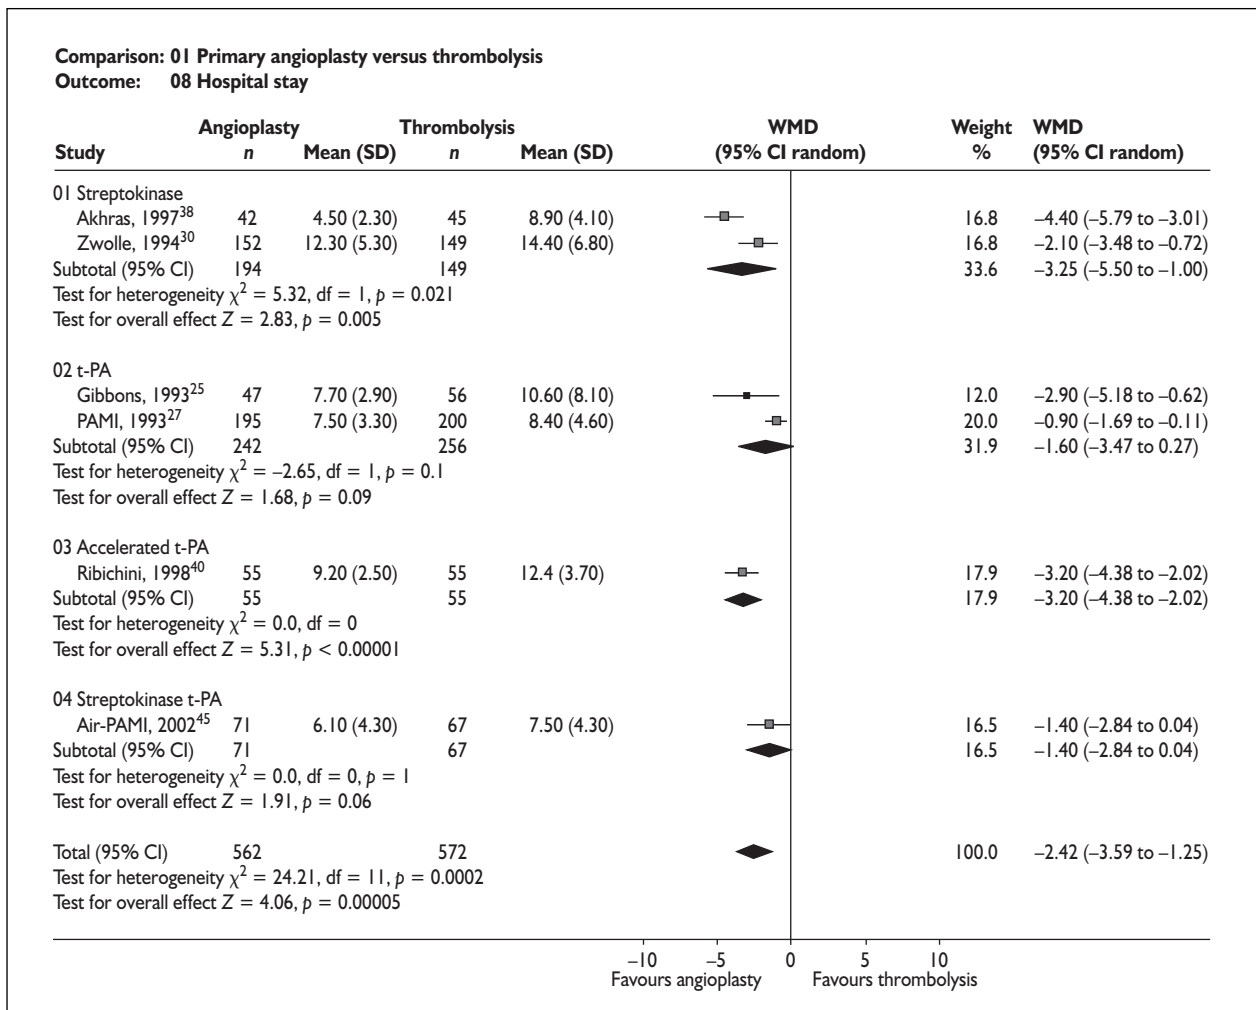 Comparison: 01 Primary angioplasty versus thrombolysis
Outcome: 08 Hospital stay
Angioplasty Thrombolysis WMD Weight WMD
Study n Mean (SD) n Mean (SD) (95% CI random) % (95% CI random)
01 Streptokinase
Akhras, 1997³⁸ 42 4.50 (2.30) 45 8.90 (4.10) 16.8 –4.40 (–5.79 to –3.01)
Zwolle, 1994³⁰ 152 12.30 (5.30) 149 14.40 (6.80) 16.8 –2.10 (–3.48 to –0.72)
Subtotal (95% CI) 194 149 33.6 –3.25 (–5.50 to –1.00)
Test for heterogeneity χ² = 5.32, df = 1, p = 0.021
Test for overall effect Z = 2.83, p = 0.005
02 t-PA
Gibbons, 1993²⁵ 47 7.70 (2.90) 56 10.60 (8.10) 12.0 –2.90 (–5.18 to –0.62)
PAMI, 1993²⁷ 195 7.50 (3.30) 200 8.40 (4.60) 20.0 –0.90 (–1.69 to –0.11)
Subtotal (95% CI) 242 256 31.9 –1.60 (–3.47 to 0.27)
Test for heterogeneity χ² = –2.65, df = 1, p = 0.1
Test for overall effect Z = 1.68, p = 0.09
03 Accelerated t-PA
Ribichini, 1998⁴⁰ 55 9.20 (2.50) 55 12.4 (3.70) 17.9 –3.20 (–4.38 to –2.02)
Subtotal (95% CI) 55 55 17.9 –3.20 (–4.38 to –2.02)
Test for heterogeneity χ² = 0.0, df = 0
Test for overall effect Z = 5.31, p < 0.00001
04 Streptokinase t-PA
Air-PAMI, 2002⁴⁵ 71 6.10 (4.30) 67 7.50 (4.30) 16.5 –1.40 (–2.84 to 0.04)
Subtotal (95% CI) 71 67 16.5 –1.40 (–2.84 to 0.04)
Test for heterogeneity χ² = 0.0, df = 0, p = 1
Test for overall effect Z = 1.91, p = 0.06
Total (95% CI) 562 572 100.0 –2.42 (–3.59 to –1.25)
Test for heterogeneity χ² = 24.21, df = 11, p = 0.0002
Test for overall effect Z = 4.06, p = 0.00005
–10 –5 0 5 10
Favours angioplasty Favours thrombolysis